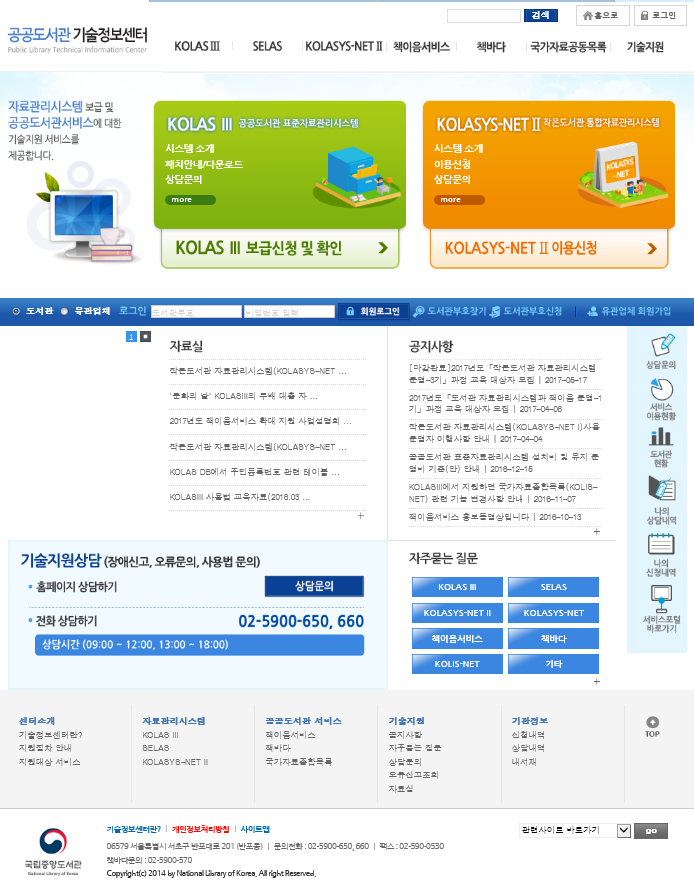 검색
홈으로
로그인
공공도서관 기술정보센터
Public Library Technical Information Center
KOLAS III
SELAS
KOLASYS-NET II
책이음서비스
책바다
국가자료공동목록
기술지원
자료관리시스템 보급 및
공공도서관서비스에 대한
기술지원 서비스를
제공합니다.
KOLAS III 공공도서관 표준자료관리시스템
시스템 소개
패치안내/다운로드
상담문의
more
KOLAS III 보급신청 및 확인
KOLASYS-NET II 작은도서관 통합자료관리시스템
시스템 소개
이용신청
상담문의
more
KOLASYS - NET
KOLASYS-NET II 이용신청
도서관
유관업체
로그인
도서관부호
비밀번호 입력
회원로그인
도서관부호찾기
도서관부호신청
유관업체 회원가입
1
자료실
작은도서관 자료관리시스템(KOLASYS-NET ...
'문화의 날' KOLASIII의 두배 대출 자 ...
2017년도 책이음서비스 확대 지원 사업설명회 ...
작은도서관 자료관리시스템(KOLASYS-NET ...
KOLAS DB에서 주민등록번호 관련 테이블 ...
KOLASIII 사용법 교육자료(2016.03 ...
+
공지사항
[마감완료]2017년도「작은도서관 자료관리시스템
운영-3기」과정 교육 대상자 모집 | 2017-05-17
2017년도「도서관 자료관리시스템과 책이음 운영-1
기」과정 교육 대상자 모집 | 2017-04-06
작은도서관 자료관리시스템(KOLASYS-NET I)사용
운영자 이행사항 안내 | 2017-04-04
공공도서관 표준자료관리시스템 설치비 및 유지 운
영비 기준(안) 안내 | 2016-12-15
KOLASIII에서 지원하던 국가자료종합목록(KOLIS-
NET) 관련 기능 변경사항 안내 | 2016-11-07
책이음서비스 홍보동영상입니다 | 2016-10-13
+
상담문의
서비스
이용현황
도서관
현황
나의
상담내역
나의
신청내역
서비스포털
바로가기
기술지원상담 (장애신고, 오류문의, 사용법 문의)
• 홈페이지 상담하기
상담문의
• 전화 상담하기
02-5900-650, 660
상담시간 (09:00 ~ 12:00, 13:00 ~ 18:00)
자주묻는 질문
KOLAS III
SELAS
KOLASYS-NET II
KOLASYS-NET
책이음서비스
책바다
KOLIS-NET
기타
+
센터소개
기술정보센터란?
지원절차 안내
지원대상 서비스
자료관리시스템
KOLAS III
SELAS
KOLASYS-NET II
공공도서관 서비스
책이음서비스
책바다
국가자료종합목록
기술지원
공지사항
자주묻는 질문
상담문의
오류신고조회
자료실
기관정보
신청내역
상담내역
내서재
TOP
국립중앙도서관
National Library of Korea
기술정보센터란? | 개인정보처리방침 | 사이트맵
06579 서울특별시 서초구 반포대로 201 (반포동) | 문의전화 : 02-5900-650, 660 | 팩스 : 02-590-0530
책바다문의 : 02-5900-570
Copyright(c) 2014 by National Library of Korea. All right Reserved.
관련사이트 바로가기
go